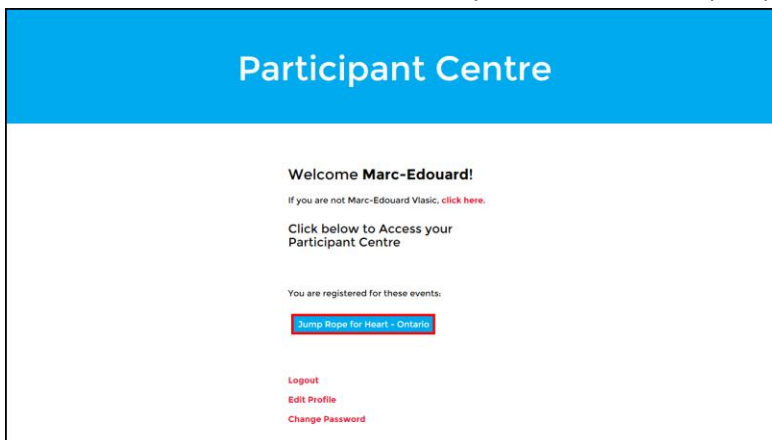 Participant Centre
Welcome Marc-Edouard!
If you are not Marc-Edouard Vlasic, click here.
Click below to Access your
Participant Centre
You are registered for these events:
Jump Rope for Heart - Ontario
Logout
Edit Profile
Change Password